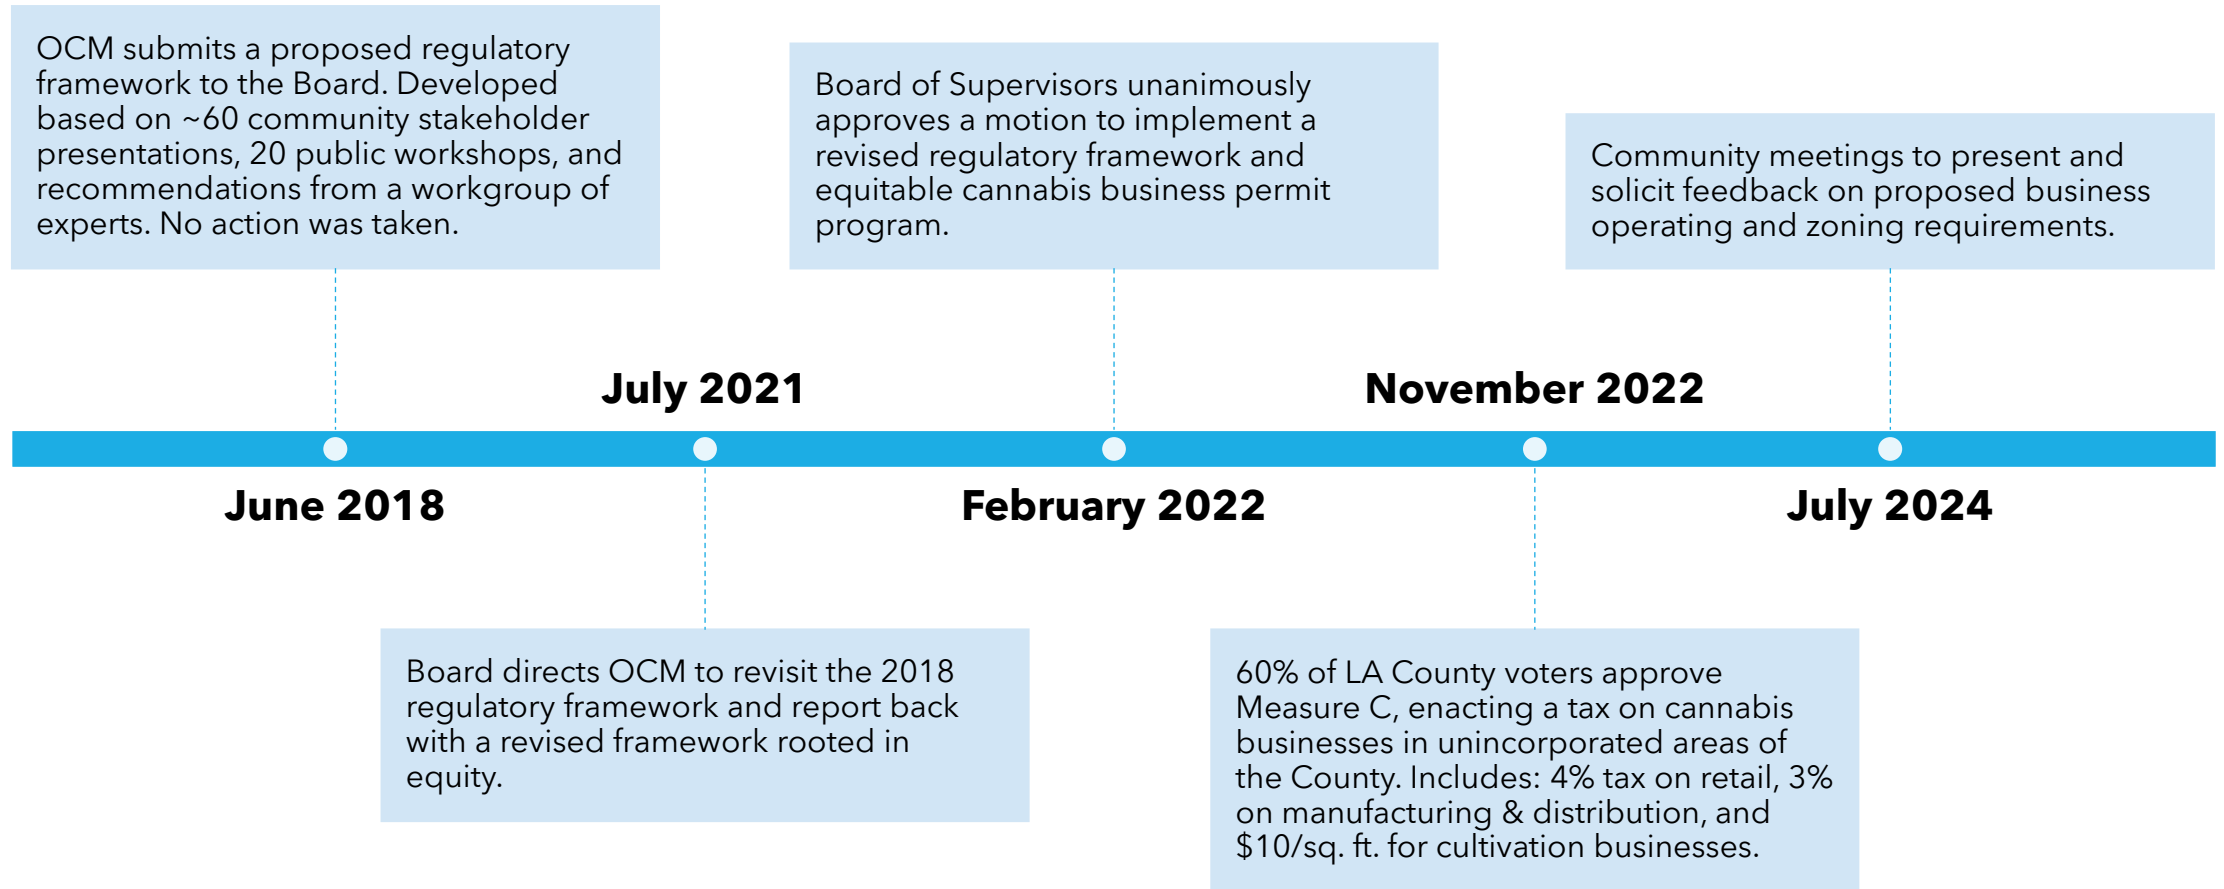 OCM submits a proposed regulatory
framework to the Board. Developed
based on ~60 community stakeholder
presentations, 20 public workshops, and
recommendations from a workgroup of
experts. No action was taken.
June 2018
July 2021
Board directs OCM to revisit the 2018
regulatory framework and report back
with a revised framework rooted in
equity.
Board of Supervisors unanimously
approves a motion to implement a
revised regulatory framework and
equitable cannabis business permit
program.
February 2022
November 2022
60% of LA County voters approve
Measure C, enacting a tax on cannabis
businesses in unincorporated areas of
the County. Includes: 4% tax on retail, 3%
on manufacturing & distribution, and
$10/sq. ft. for cultivation businesses.
Community meetings to present and
solicit feedback on proposed business
operating and zoning requirements.
July 2024